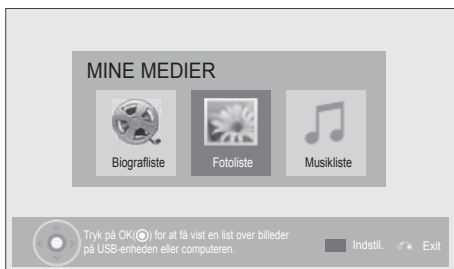 MINE MEDIER
Biografliste Fotoliste Musikliste
Tryk på OK(◉) for at få vist en list over billeder
på USB-enheden eller computeren.
Indstil. Exit